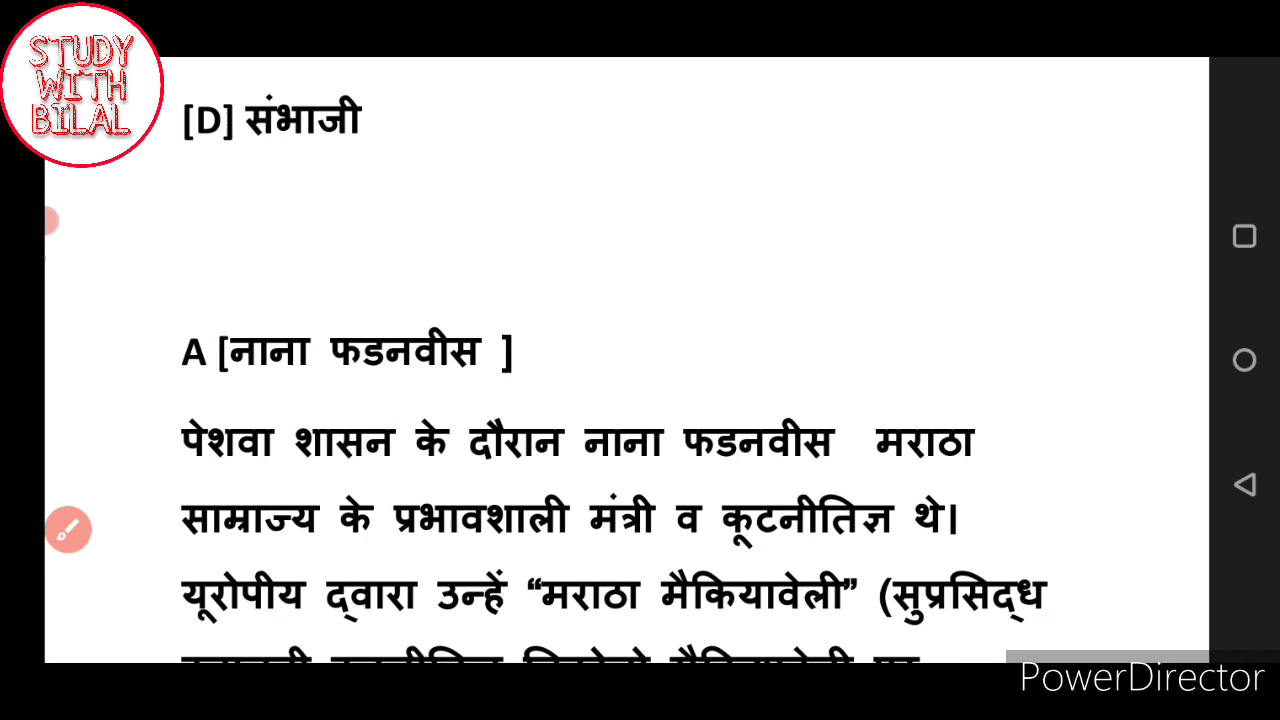 STUDY
WITH
BILAL
[D] संभाजी
A [नाना फडनवीस ]
पेशवा शासन के दौरान नाना फडनवीस मराठा
साम्राज्य के प्रभावशाली मंत्री व कूटनीतिज्ञ थे।
यूरोपीय द्वारा उन्हें “मराठा मैकियावेली” (सुप्रसिद्ध
PowerDirector